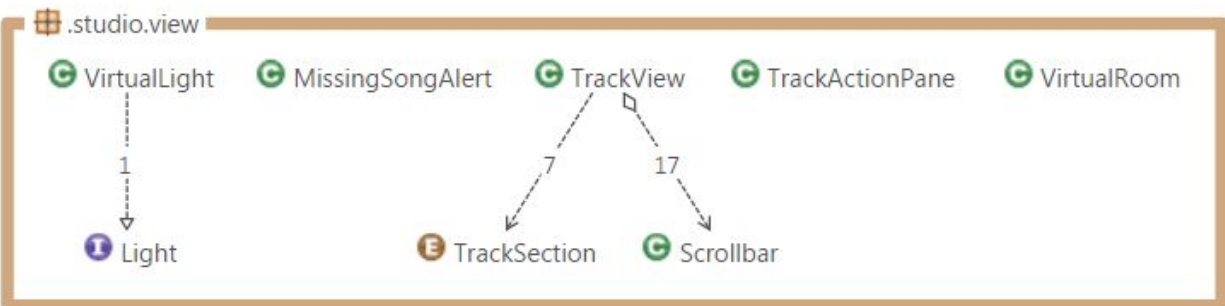 .studio.view
C VirtualLight C MissingSongAlert C TrackView C TrackActionPane C VirtualRoom
1 7 17
I Light E TrackSection C Scrollbar